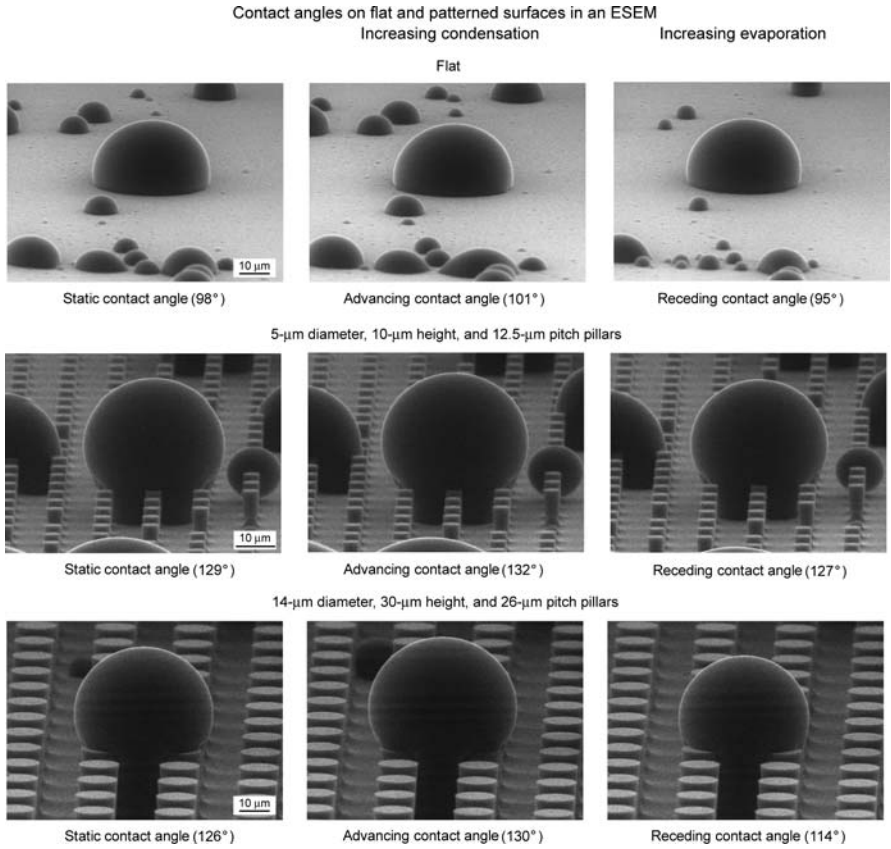 Contact angles on flat and patterned surfaces in an ESEM
Increasing condensation
Increasing evaporation
Flat
10 μm
Static contact angle (98°)
Advancing contact angle (101°)
Receding contact angle (95°)
5-μm diameter, 10-μm height, and 12.5-μm pitch pillars
10 μm
Static contact angle (129°)
Advancing contact angle (132°)
Receding contact angle (127°)
14-μm diameter, 30-μm height, and 26-μm pitch pillars
10 μm
Static contact angle (126°)
Advancing contact angle (130°)
Receding contact angle (114°)